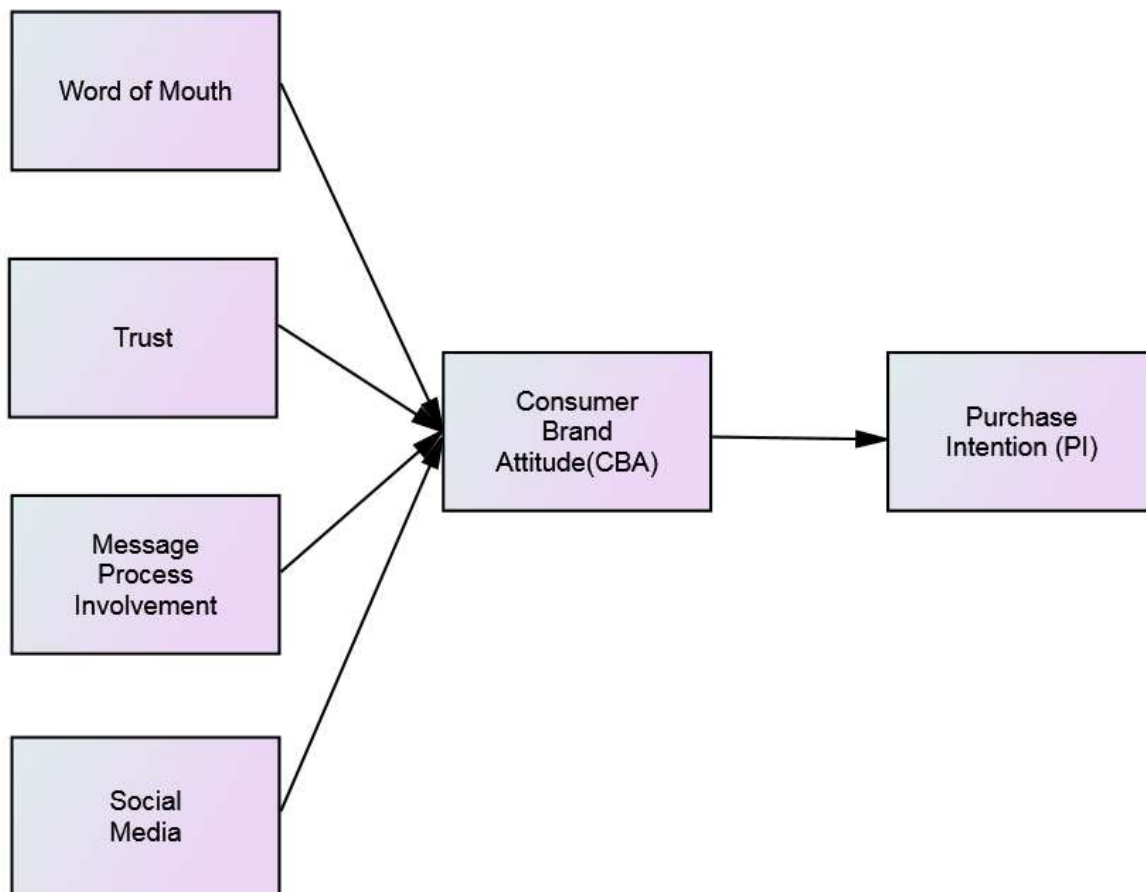 Word of Mouth
Trust
Message
Process
Involvement
Social
Media
Consumer
Brand
Attitude(CBA)
Purchase
Intention (PI)